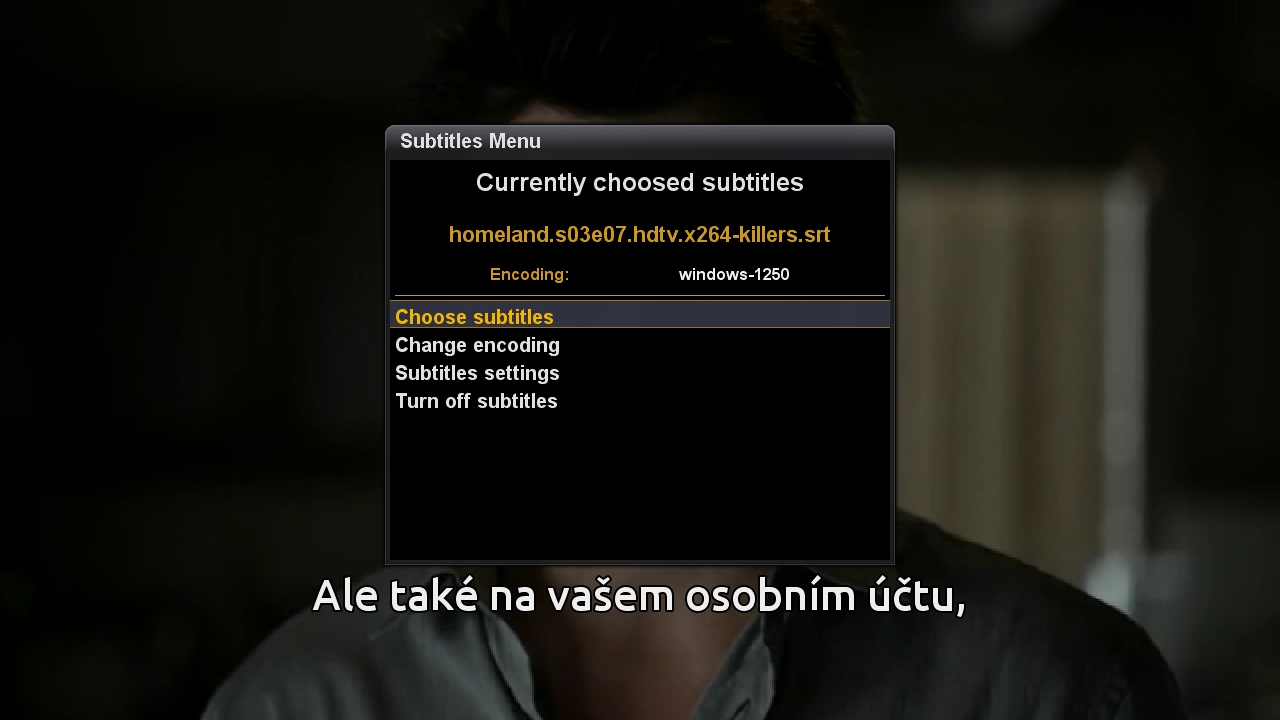 Subtitles Menu
Currently choosed subtitles
homeland.s03e07.hdtv.x264-killers.srt
Encoding: windows-1250
Choose subtitles
Change encoding
Subtitles settings
Turn off subtitles
Ale také na vašem osobním účtu,